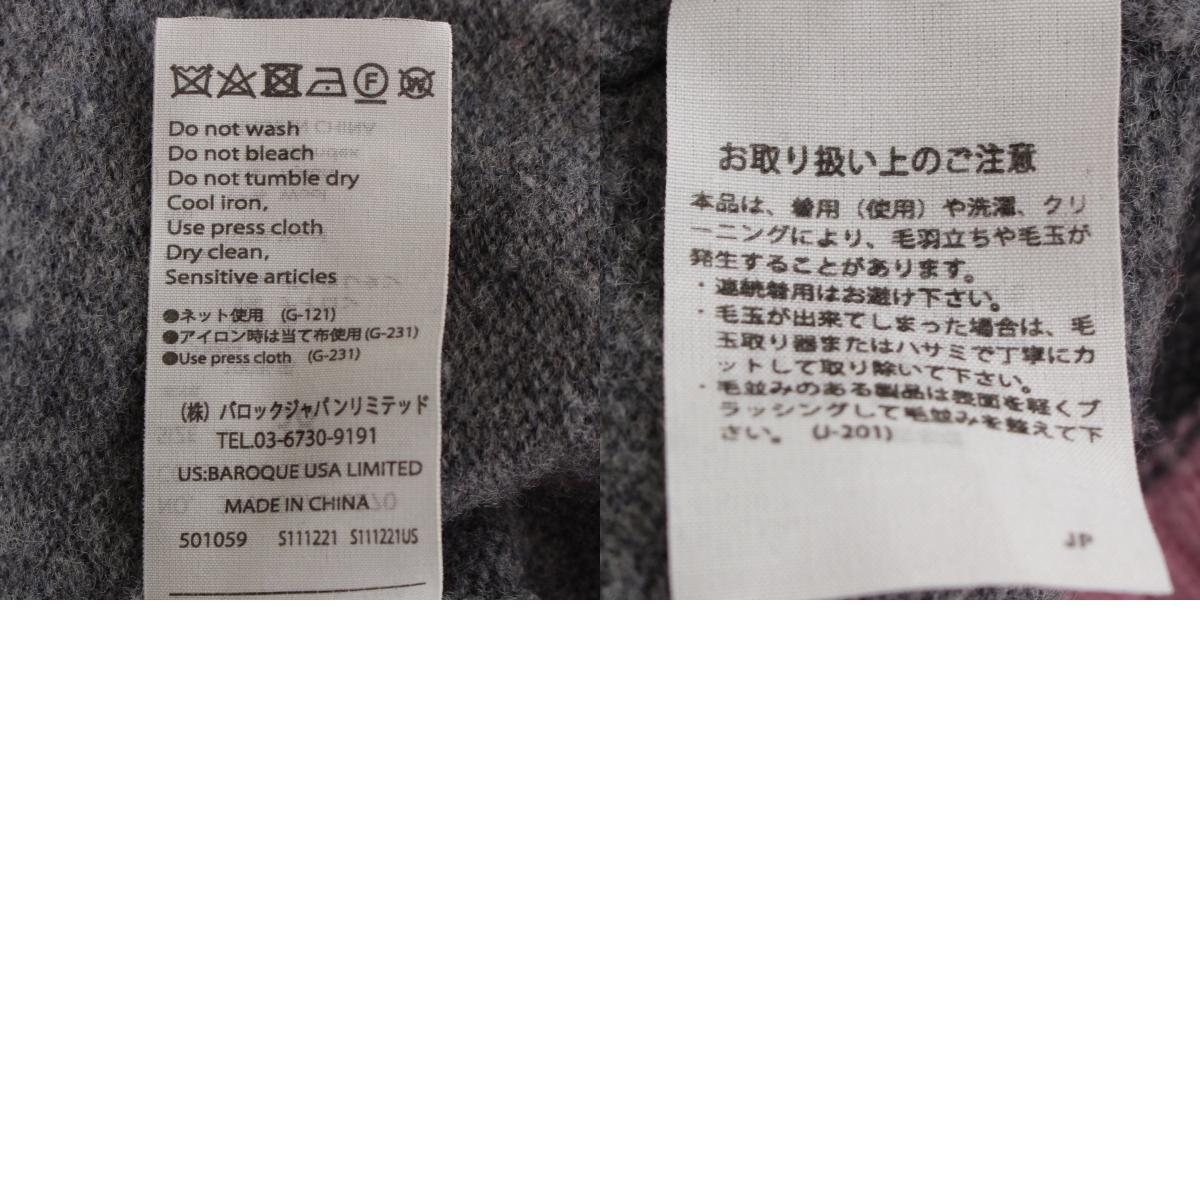 Do not wash
Do not bleach
Do not tumble dry
Cool iron,
Use press cloth
Dry clean,
Sensitive articles
●ネット使用 (G-121)
●アイロン時は当て布使用(G-231)
●Use press cloth (G-231)
(株) バロックジャパンリミテッド
TEL.03-6730-9191
US:BAROQUE USA LIMITED
MADE IN CHINA
501059 S111221 S111221US
お取り扱い上のご注意
本品は、着用（使用）や洗濯、クリ
ーニングにより、毛羽立ちや毛玉が
発生することがあります。
・連続着用はお避け下さい。
・毛玉が出来てしまった場合は、毛
玉取り器またはハサミで丁寧にカ
ットして取り除いて下さい。
・毛並みのある製品は表面を軽くブ
ラッシングして毛並みを整えて下
さい。 (J-201)
JP